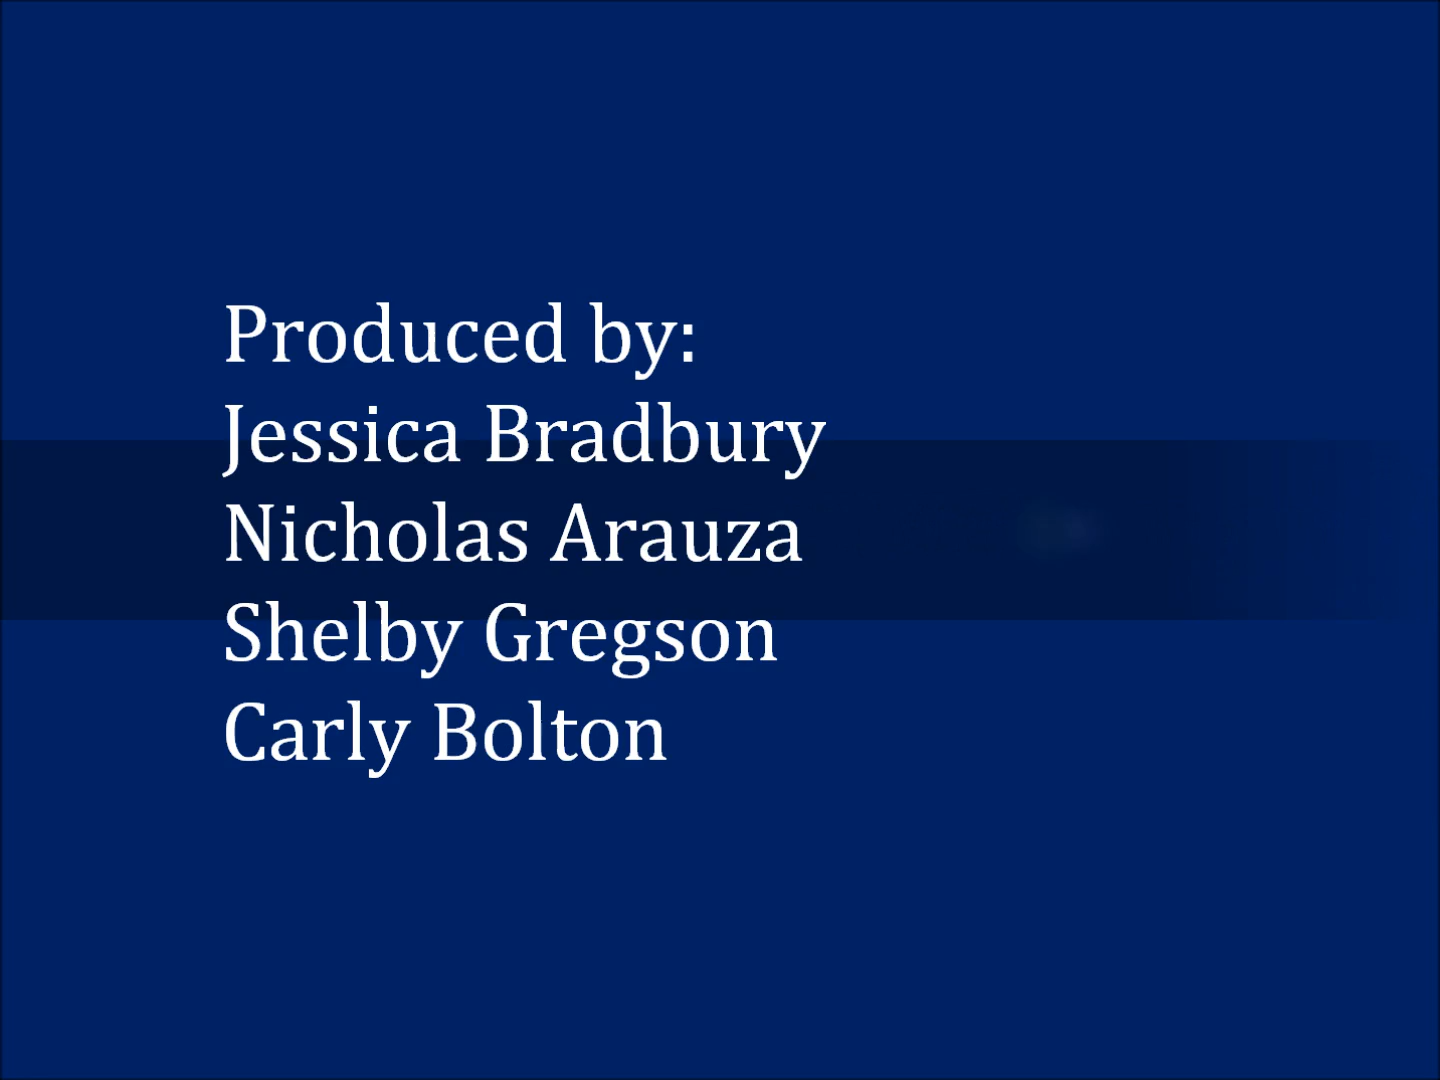 Produced by:
Jessica Bradbury
Nicholas Arauza
Shelby Gregson
Carly Bolton